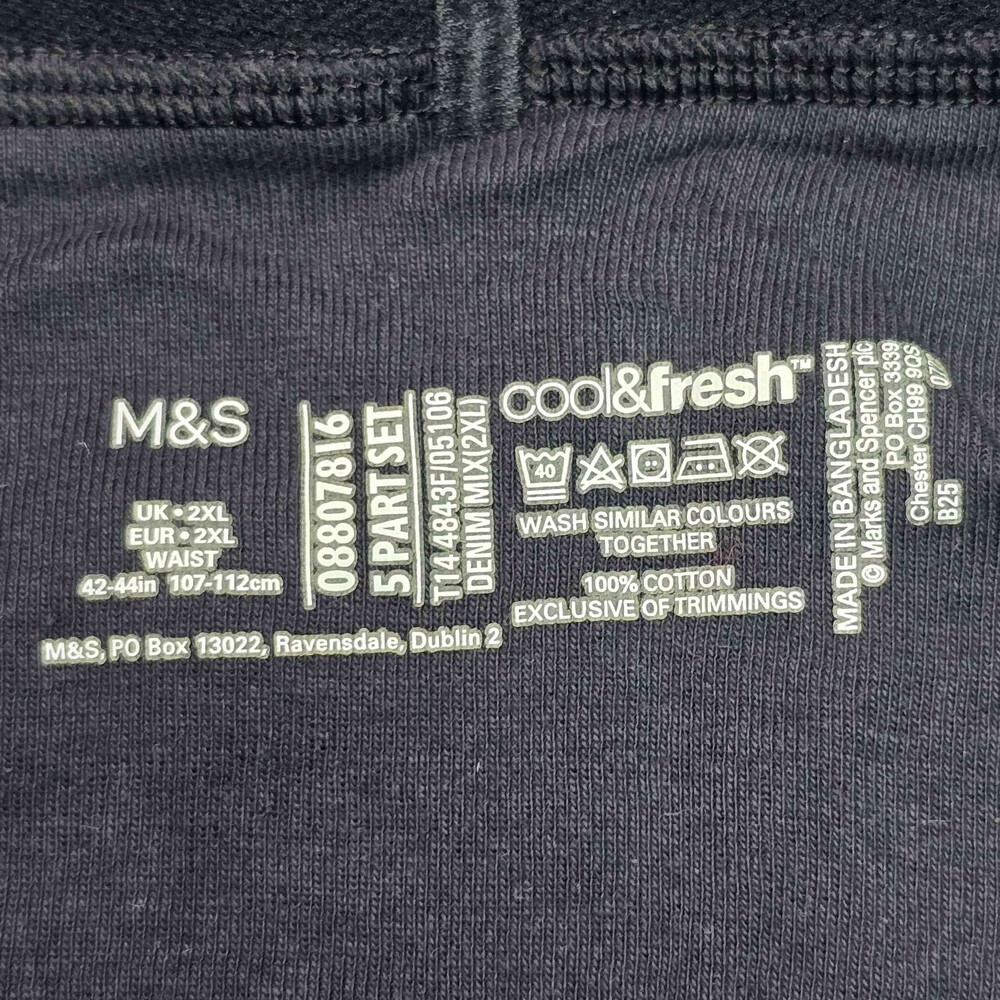 M&S
UK • 2XL
EUR • 2XL
WAIST
42-44in 107-112cm
M&S, PO Box 13022, Ravensdale, Dublin 2
08807816
5 PART SET
T14 4843F/05106
DENIM MIX(2XL)
cool&fresh™
40
WASH SIMILAR COLOURS
TOGETHER
100% COTTON
EXCLUSIVE OF TRIMMINGS
MADE IN BANGLADESH
© Marks and Spencer plc
PO Box 3339
Chester CH99 9QS
B25